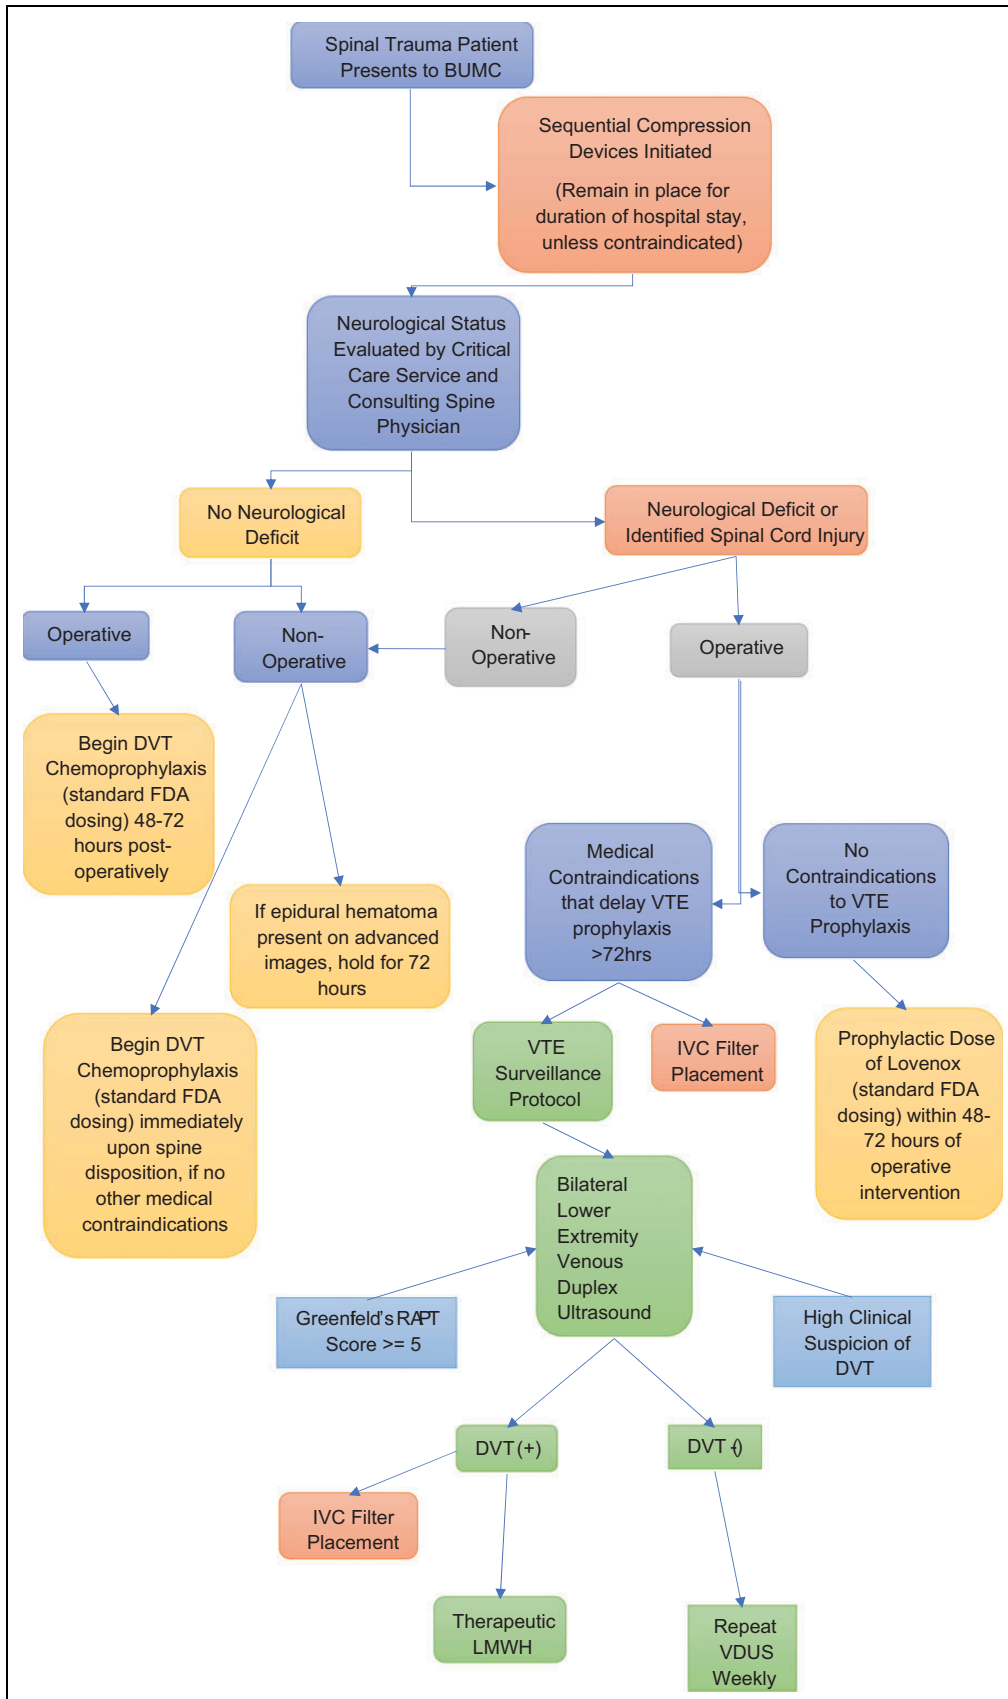 Spinal Trauma Patient
Presents to BUMC
Sequential Compression
Devices Initiated
(Remain in place for
duration of hospital stay,
unless contraindicated)
Neurological Status
Evaluated by Critical
Care Service and
Consulting Spine
Physician
No Neurological
Deficit
Neurological Deficit or
Identified Spinal Cord Injury
Operative
Non-
Operative
Non-
Operative
Operative
Begin DVT
Chemoprophylaxis
(standard FDA
dosing) 48-72
hours post-
operatively
If epidural hematoma
present on advanced
images, hold for 72
hours
Begin DVT
Chemoprophylaxis
(standard FDA
dosing) immediately
upon spine
disposition, if no
other medical
contraindications
Medical
Contraindications
that delay VTE
prophylaxis
>72hrs
No
Contraindications
to VTE
Prophylaxis
VTE
Surveillance
Protocol
IVC Filter
Placement
Prophylactic Dose
of Lovenox
(standard FDA
dosing) within 48-
72 hours of
operative
intervention
Bilateral
Lower
Extremity
Venous
Duplex
Ultrasound
Greenfeld's RAPT
Score >= 5
High Clinical
Suspicion of
DVT
DVT (+)
DVT -()
IVC Filter
Placement
Therapeutic
LMWH
Repeat
VDUS
Weekly